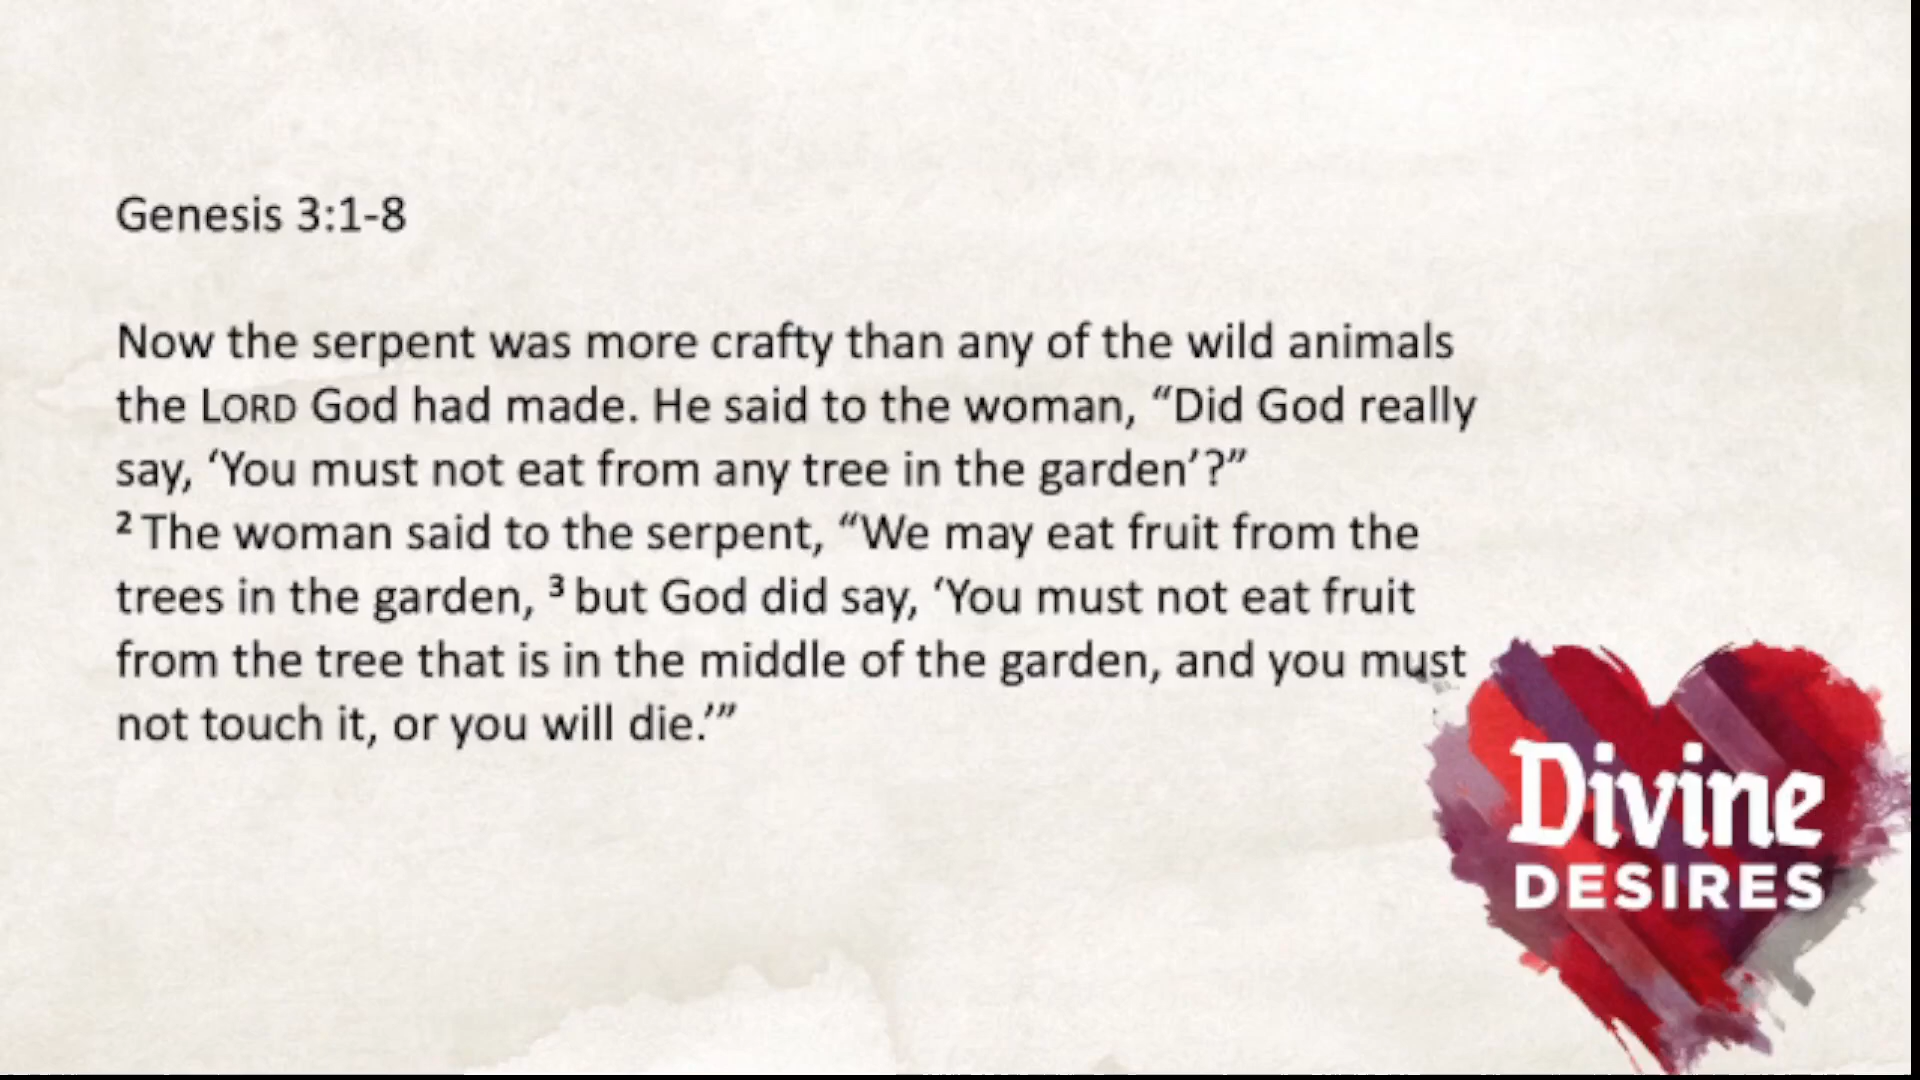 Genesis 3:1-8
Now the serpent was more crafty than any of the wild animals
the LORD God had made. He said to the woman, “Did God really
say, ‘You must not eat from any tree in the garden’?”
² The woman said to the serpent, “We may eat fruit from the
trees in the garden, ³ but God did say, ‘You must not eat fruit
from the tree that is in the middle of the garden, and you must
not touch it, or you will die.’”
Divine
DESIRES